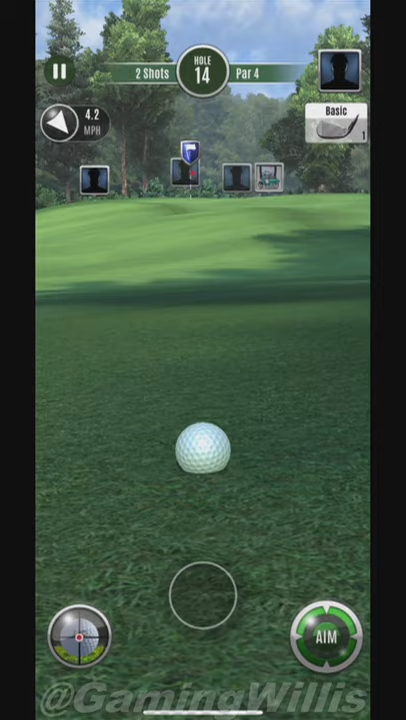 HOLE
2 Shots 14 Par 4
4.2
MPH
Basic
1
AIM
@GamingWillis